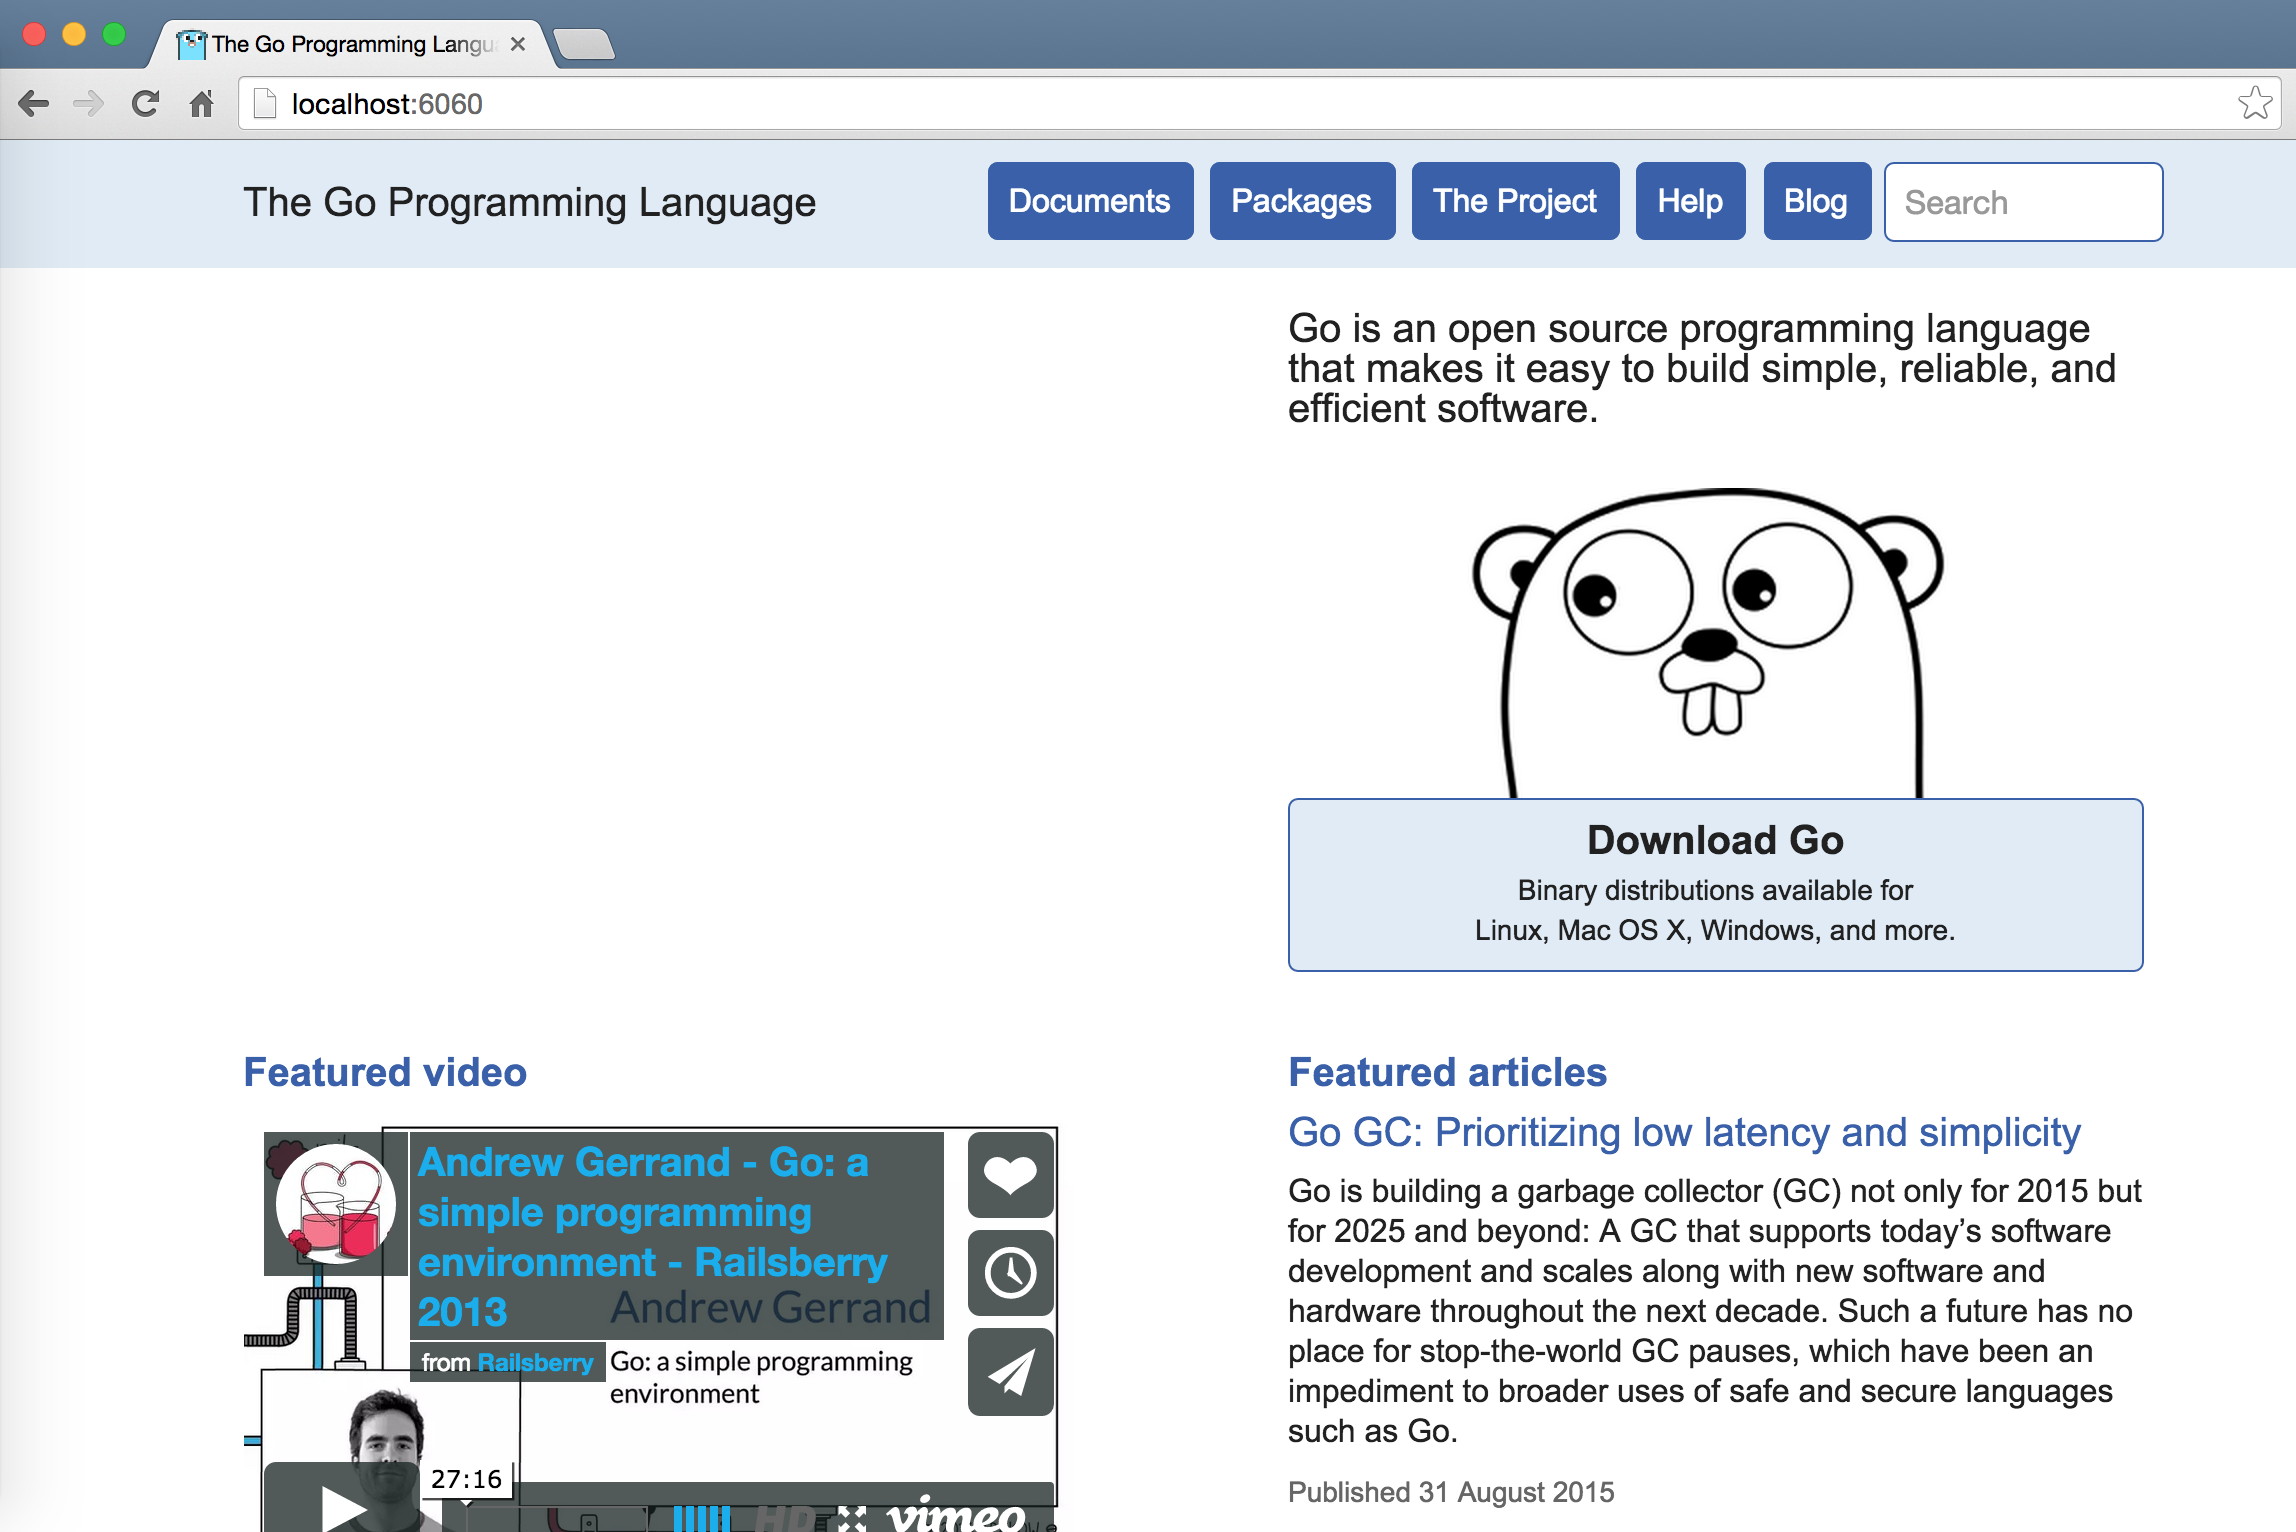 The Go Programming Langu
localhost:6060
The Go Programming Language
Documents
Packages
The Project
Help
Blog
Search
Go is an open source programming language
that makes it easy to build simple, reliable, and
efficient software.
Download Go
Binary distributions available for
Linux, Mac OS X, Windows, and more.
Featured video
Andrew Gerrand - Go: a
simple programming
environment - Railsberry
2013
Andrew Gerrand
from Railsberry
Go: a simple programming
environment
27:16
HD
vimeo
Featured articles
Go GC: Prioritizing low latency and simplicity
Go is building a garbage collector (GC) not only for 2015 but
for 2025 and beyond: A GC that supports today’s software
development and scales along with new software and
hardware throughout the next decade. Such a future has no
place for stop-the-world GC pauses, which have been an
impediment to broader uses of safe and secure languages
such as Go.
Published 31 August 2015